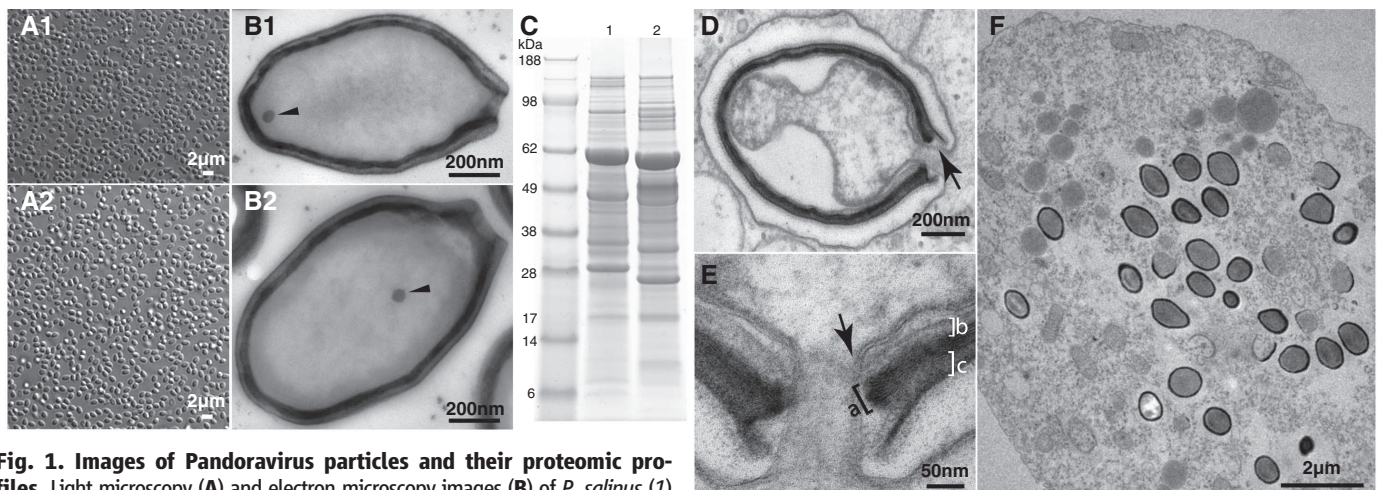 A1
2µm
A2
2µm
B1
200nm
B2
200nm
C
1 2
kDa
188
98
62
49
38
28
17
14
6
D
200nm
E
b
c
a
50nm
F
2µm
Fig. 1. Images of Pandoravirus particles and their proteomic pro-
files. Light microscopy (A) and electron microscopy images (B) of P. salinus (1)